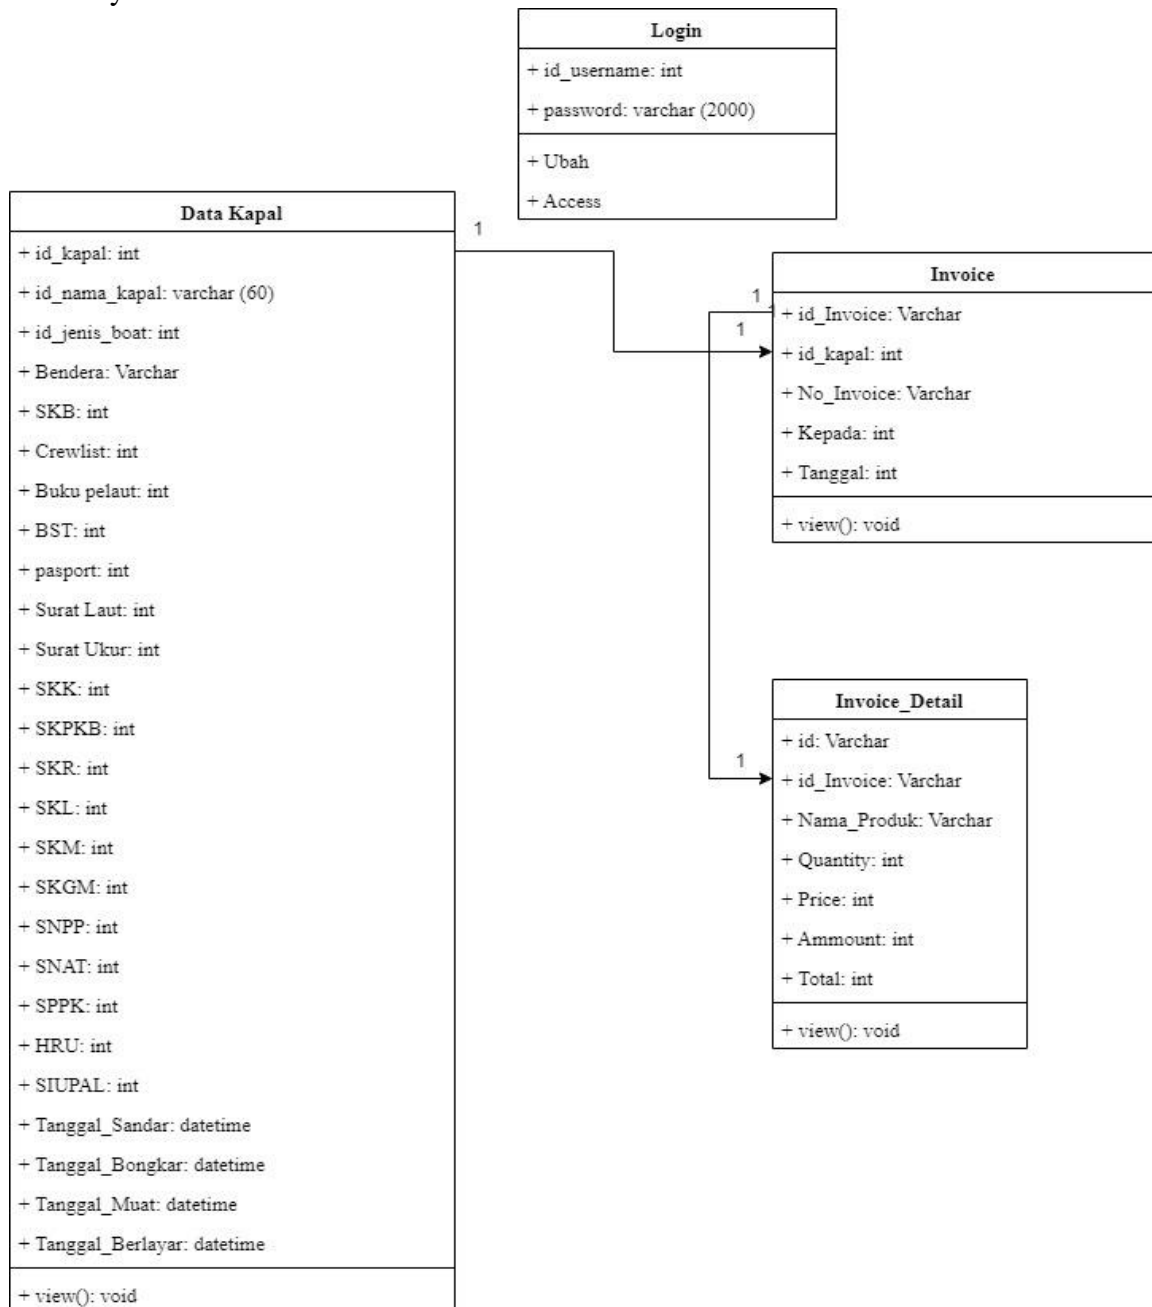 Login
+ id_username: int
+ password: varchar (2000)
+ Ubah
+ Access
Data Kapal
+ id_kapal: int
+ id_nama_kapal: varchar (60)
+ id_jenis_boat: int
+ Bendera: Varchar
+ SKB: int
+ Crewlist: int
+ Buku pelaut: int
+ BST: int
+ pasport: int
+ Surat Laut: int
+ Surat Ukur: int
+ SKK: int
+ SKPKB: int
+ SKR: int
+ SKL: int
+ SKM: int
+ SKGM: int
+ SNPP: int
+ SNAT: int
+ SPPK: int
+ HRU: int
+ SIUPAL: int
+ Tanggal_Sandar: datetime
+ Tanggal_Bongkar: datetime
+ Tanggal_Muat: datetime
+ Tanggal_Berlayar: datetime
+ view(): void
1
1
1
1
Invoice
+ id_Invoice: Varchar
+ id_kapal: int
+ No_Invoice: Varchar
+ Kepada: int
+ Tanggal: int
+ view(): void
1
Invoice_Detail
+ id: Varchar
+ id_Invoice: Varchar
+ Nama_Produk: Varchar
+ Quantity: int
+ Price: int
+ Ammount: int
+ Total: int
+ view(): void